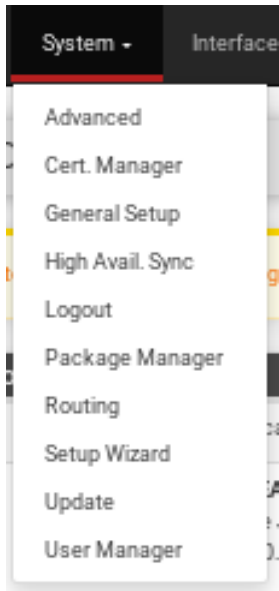 System
Interface
Advanced
Cert. Manager
General Setup
High Avail. Sync
Logout
Package Manager
Routing
Setup Wizard
Update
User Manager